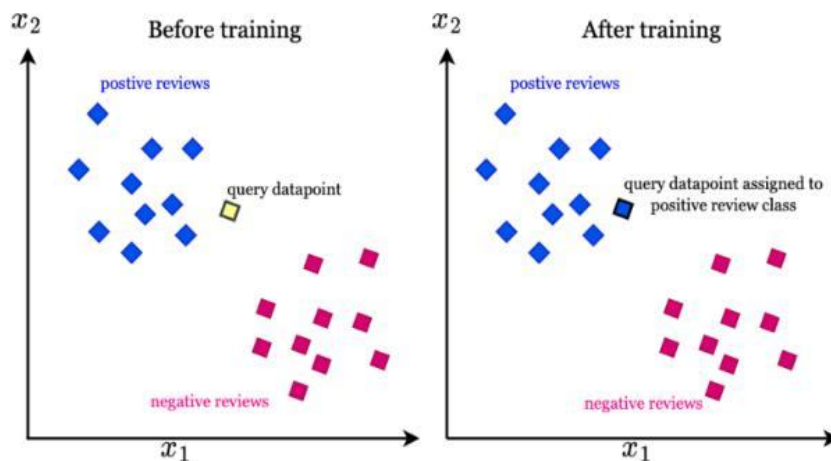 x₂
Before training
postive reviews
query datapoint
negative reviews
x₁
x₂
After training
postive reviews
query datapoint assigned to
positive review class
negative reviews
x₁